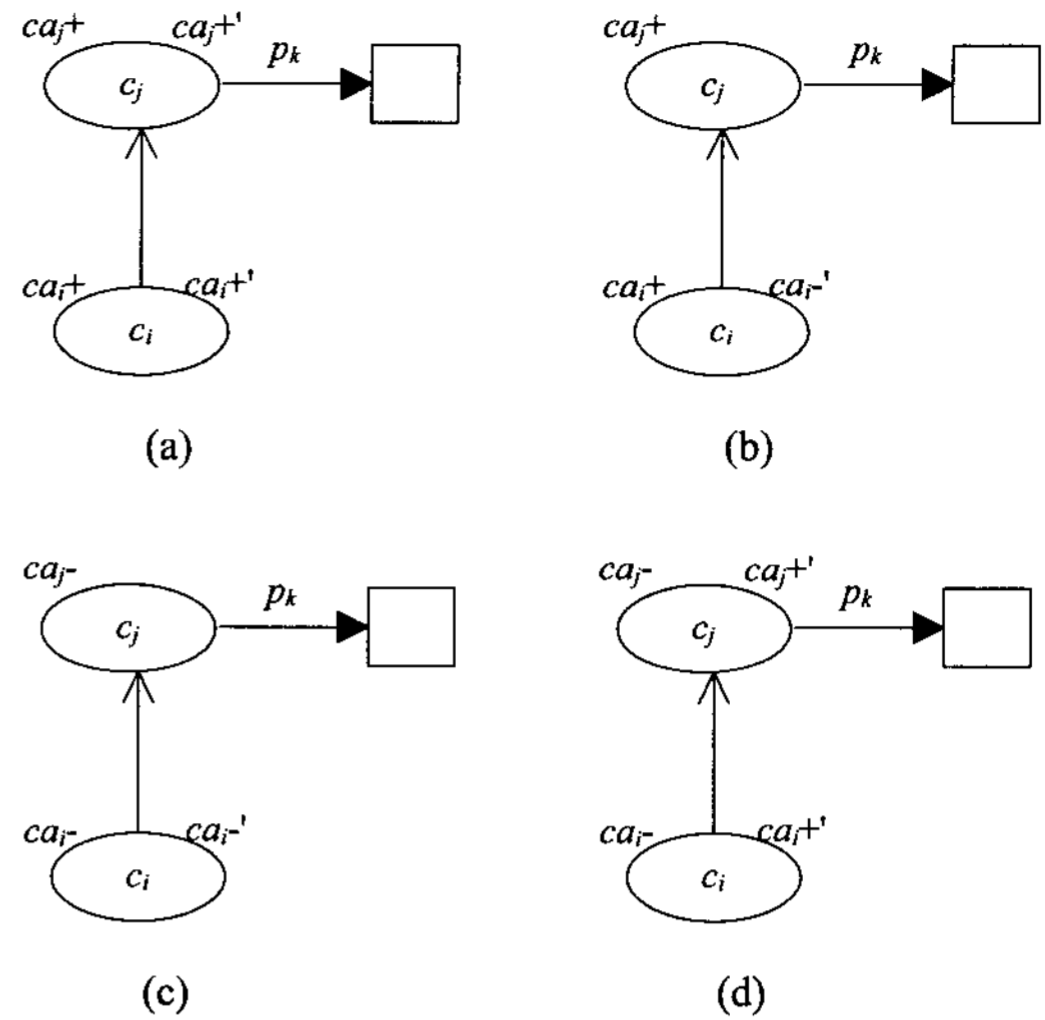 caj+ caj+' pk caj+ pk
cj cj
cai+ cai+' cai+ cai-'
ci ci
(a) (b)
caj- pk caj- caj+' pk
cj cj
cai- cai-' cai- cai+'
ci ci
(c) (d)